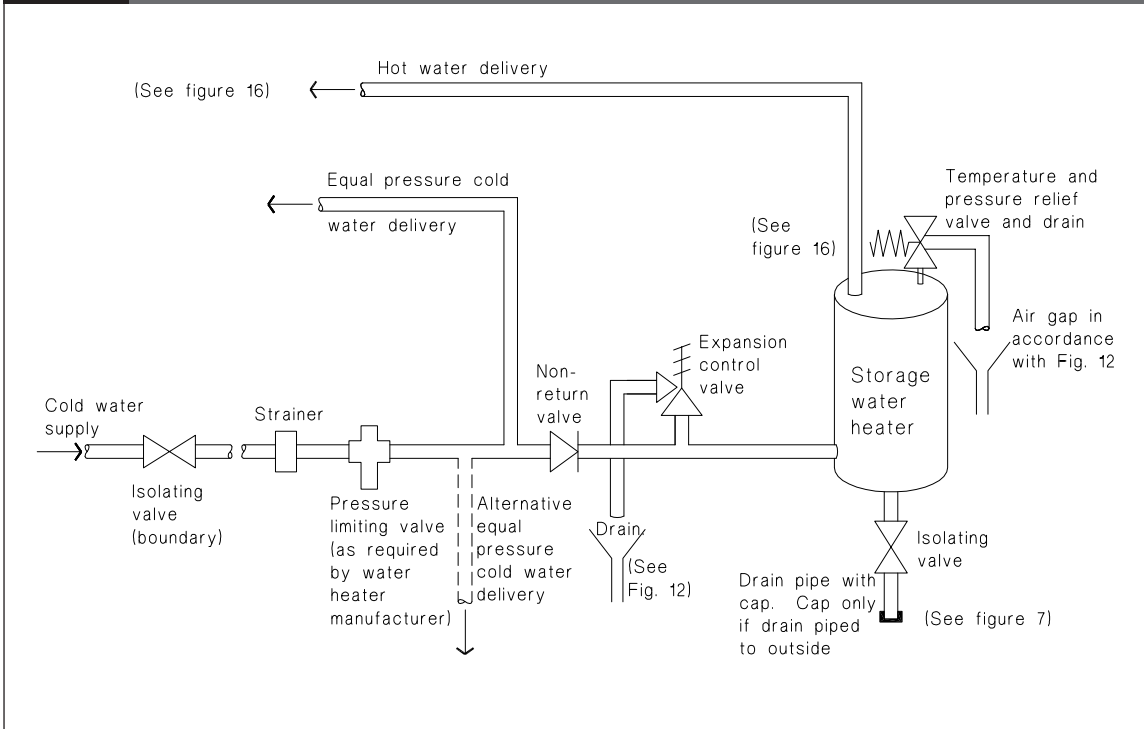 Hot water delivery
(See figure 16)
Equal pressure cold
water delivery
Temperature and
pressure relief
valve and drain
(See
figure 16)
Air gap in
accordance
with Fig. 12
Expansion
control
valve
Non-
return
valve
Storage
water
heater
Cold water
supply
Strainer
Isolating
valve
(boundary)
Pressure
limiting valve
(as required
by water
heater
manufacturer)
Alternative
equal
pressure
cold water
delivery
Drain
(See
Fig. 12)
Isolating
valve
Drain pipe with
cap. Cap only
if drain piped
to outside
(See figure 7)